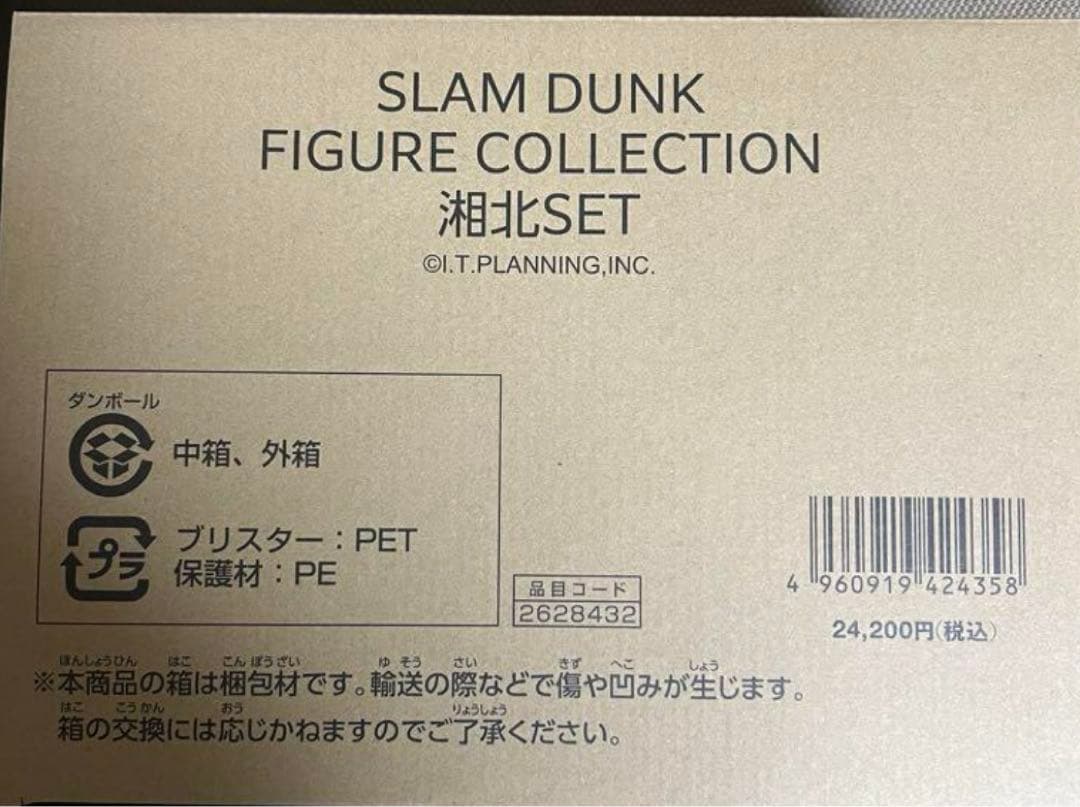 SLAM DUNK
FIGURE COLLECTION
湘北SET
©I.T.PLANNING,INC.
ダンボール
中箱、外箱
プラ
ブリスター：PET
保護材：PE
品目コード
2628432
4 960919 424358
24,200円(税込)
ほんしょうひん はこ こんぽうざい ゆ そう さい きず へこ しょう
※本商品の箱は梱包材です。輸送の際などで傷や凹みが生じます。
はこ こうかん おう りょうしょう
箱の交換には応じかねますのでご了承ください。